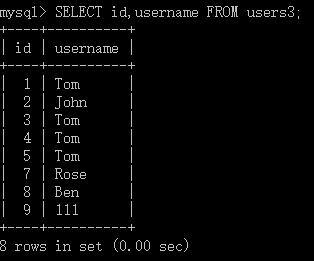 mysql> SELECT id,username FROM users3;
+----+----------+
| id | username |
+----+----------+
| 1 | Tom |
| 2 | John |
| 3 | Tom |
| 4 | Tom |
| 5 | Tom |
| 7 | Rose |
| 8 | Ben |
| 9 | 111 |
+----+----------+
8 rows in set (0.00 sec)